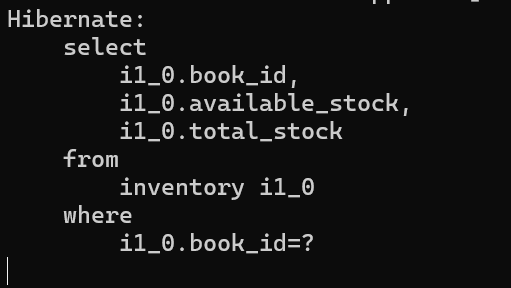 Hibernate:
    select
        i1_0.book_id,
        i1_0.available_stock,
        i1_0.total_stock
    from
        inventory i1_0
    where
        i1_0.book_id=?